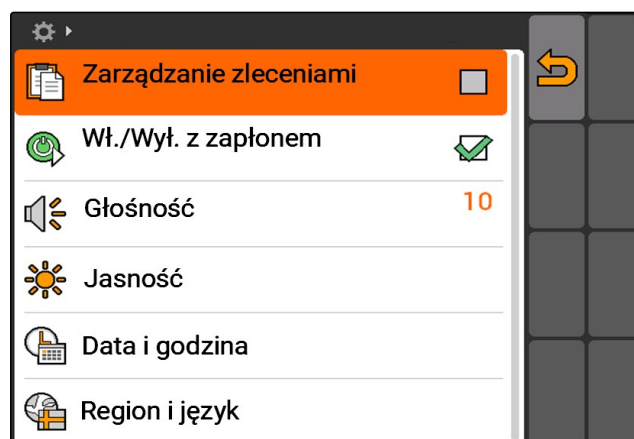 Zarządzanie zleceniami
Wł./Wył. z zapłonem
Głośność
10
Jasność
Data i godzina
Region i język